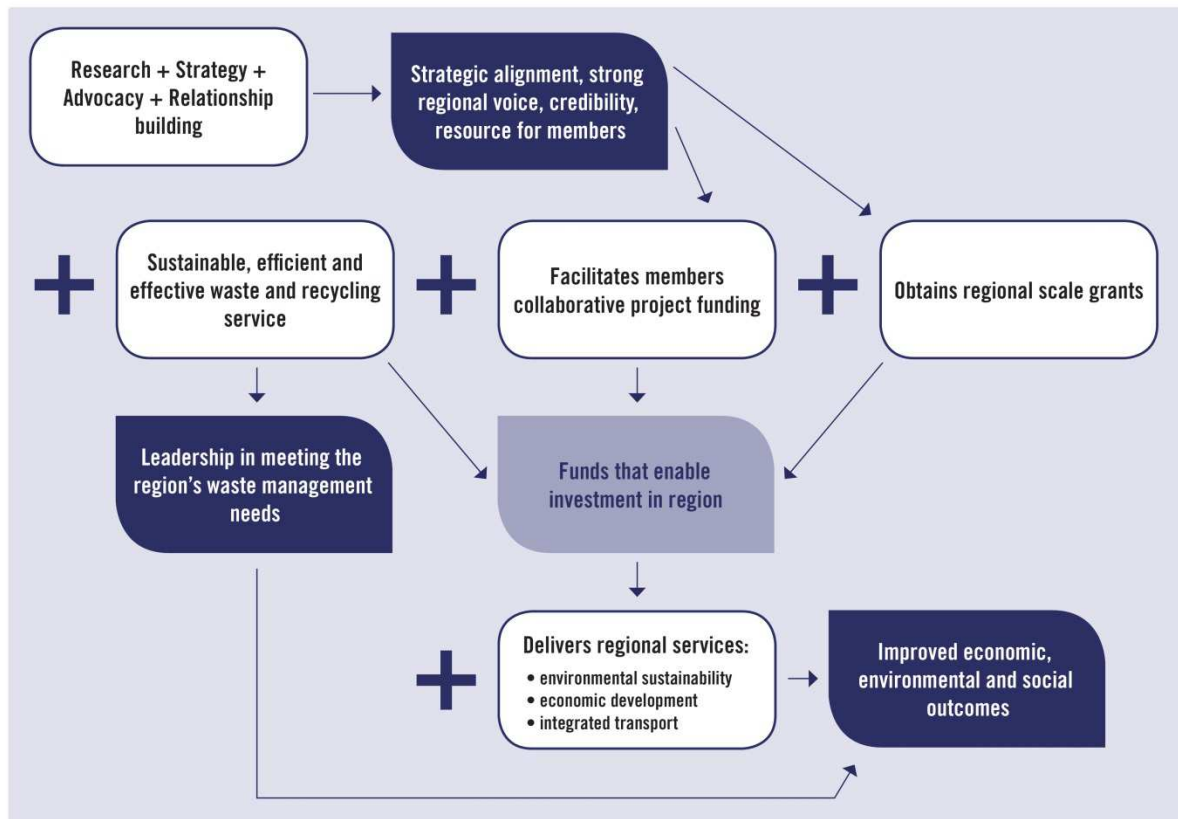 Research + Strategy +
Advocacy + Relationship
building
Strategic alignment, strong
regional voice, credibility,
resource for members
+
Sustainable, efficient and
effective waste and recycling
service
+
Facilitates members
collaborative project funding
+
Obtains regional scale grants
Leadership in meeting the
region’s waste management
needs
Funds that enable
investment in region
+
Delivers regional services:
• environmental sustainability
• economic development
• integrated transport
Improved economic,
environmental and social
outcomes